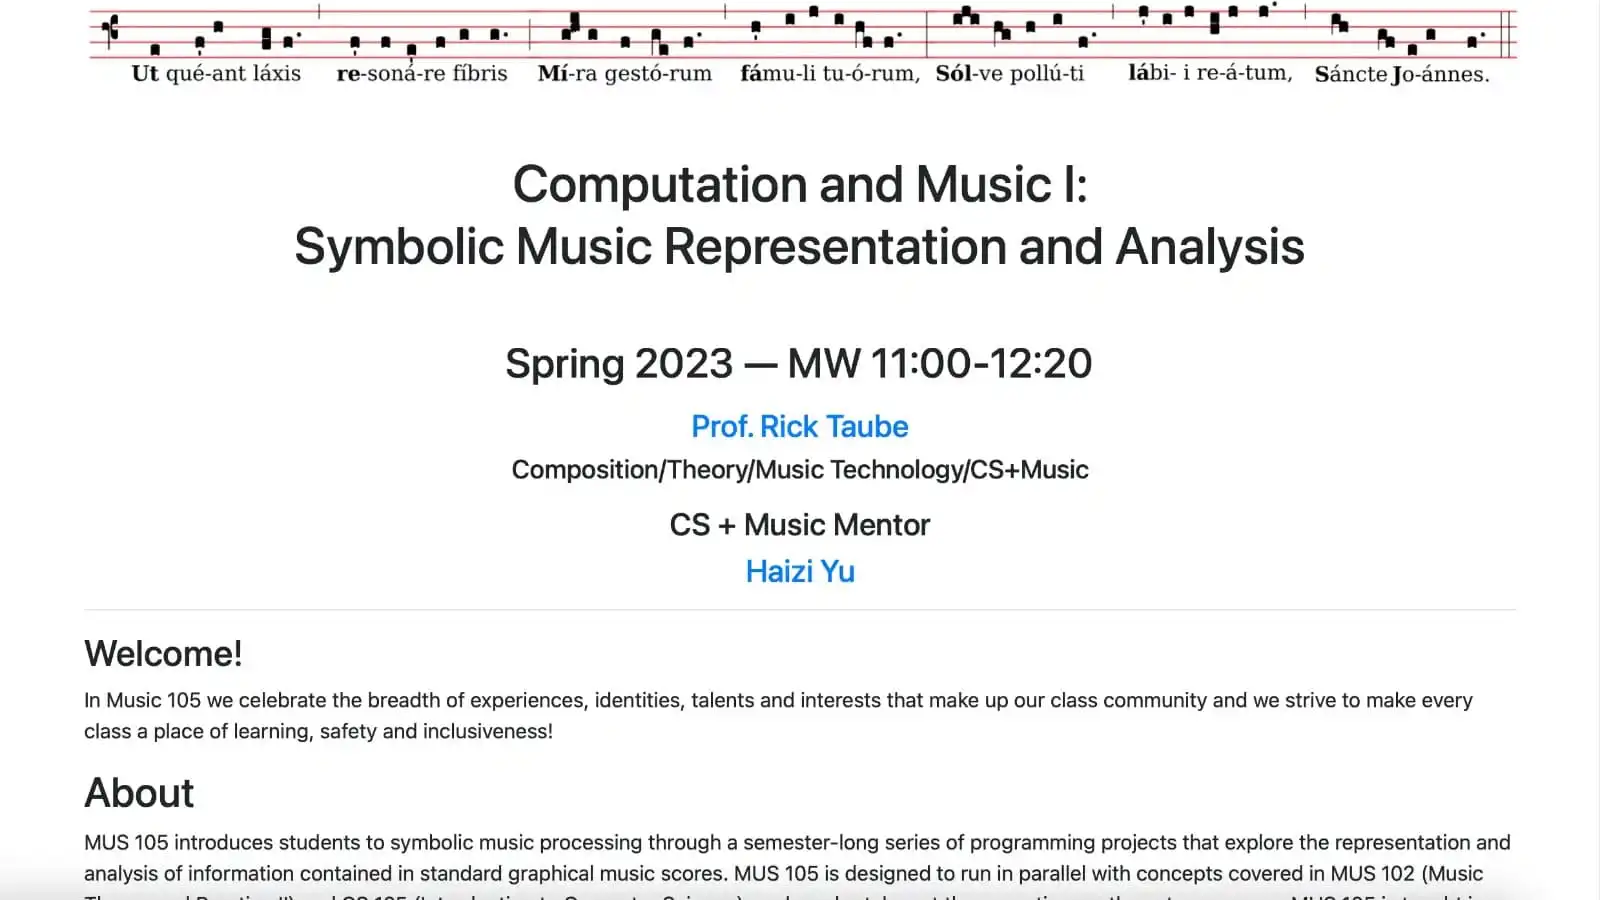 Ut qué-ant láxis re-soná-re fíbris Mí-ra gestó-rum fámu-li tu-ó-rum, Sól-ve pollú-ti lábi- i re-á-tum, Sáncte Jo-ánnes.
Computation and Music I:
Symbolic Music Representation and Analysis
Spring 2023 — MW 11:00-12:20
Prof. Rick Taube
Composition/Theory/Music Technology/CS+Music
CS + Music Mentor
Haizi Yu
Welcome!
In Music 105 we celebrate the breadth of experiences, identities, talents and interests that make up our class community and we strive to make every
class a place of learning, safety and inclusiveness!
About
MUS 105 introduces students to symbolic music processing through a semester-long series of programming projects that explore the representation and
analysis of information contained in standard graphical music scores. MUS 105 is designed to run in parallel with concepts covered in MUS 102 (Music